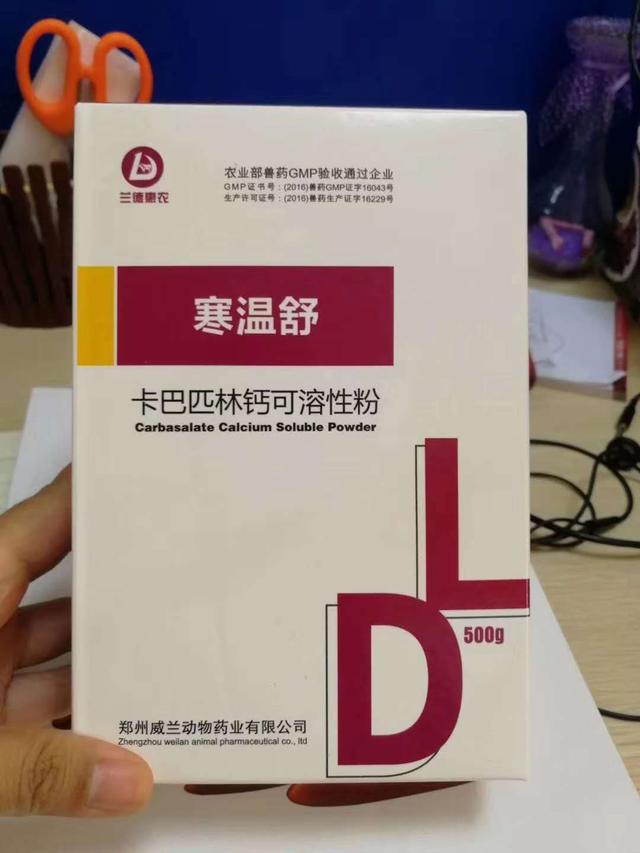 兰德惠农
农业部兽药GMP验收通过企业
GMP证书号：(2016)兽药GMP证字16043号
生产许可证号：(2016)兽药生产证字16229号
寒温舒
卡巴匹林钙可溶性粉
Carbasalate Calcium Soluble Powder
L
D
500g
郑州威兰动物药业有限公司
Zhengzhou weilan animal pharmaceutical co., ltd